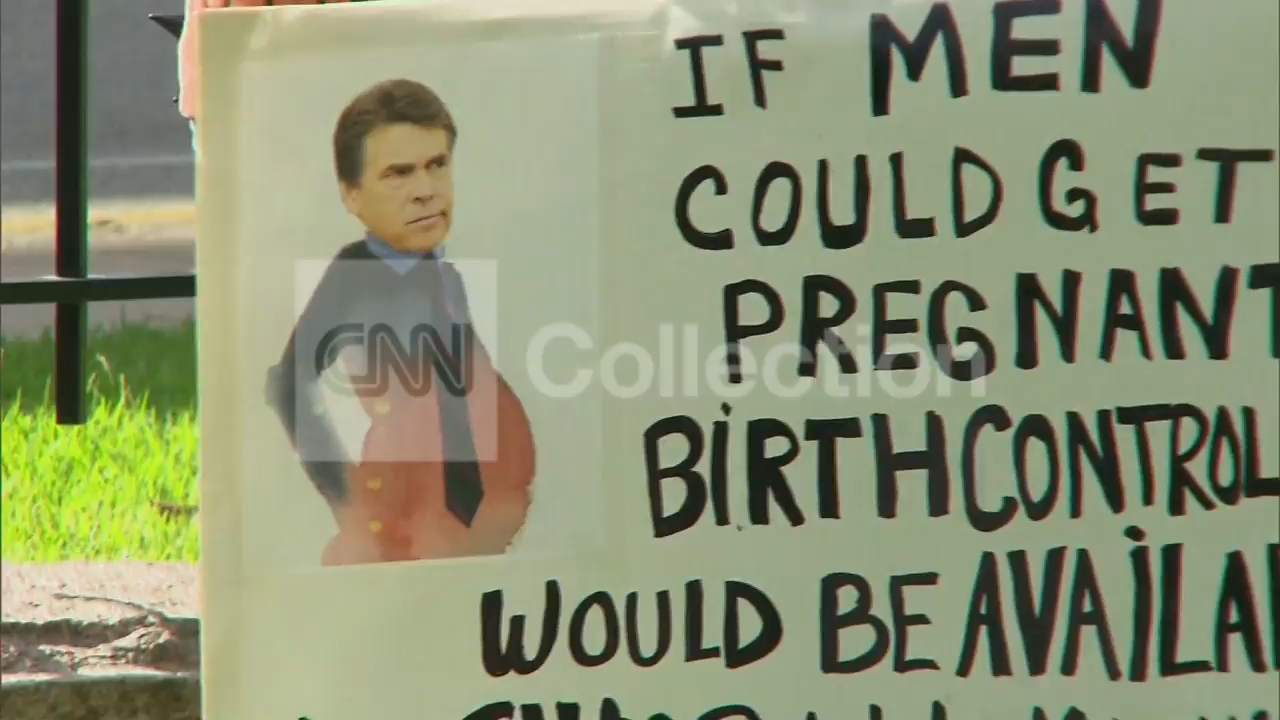 IF MEN
COULD GET
PREGNANT
BiRTH CONTROL
WOULD BE AVAiLA
CNN Collection